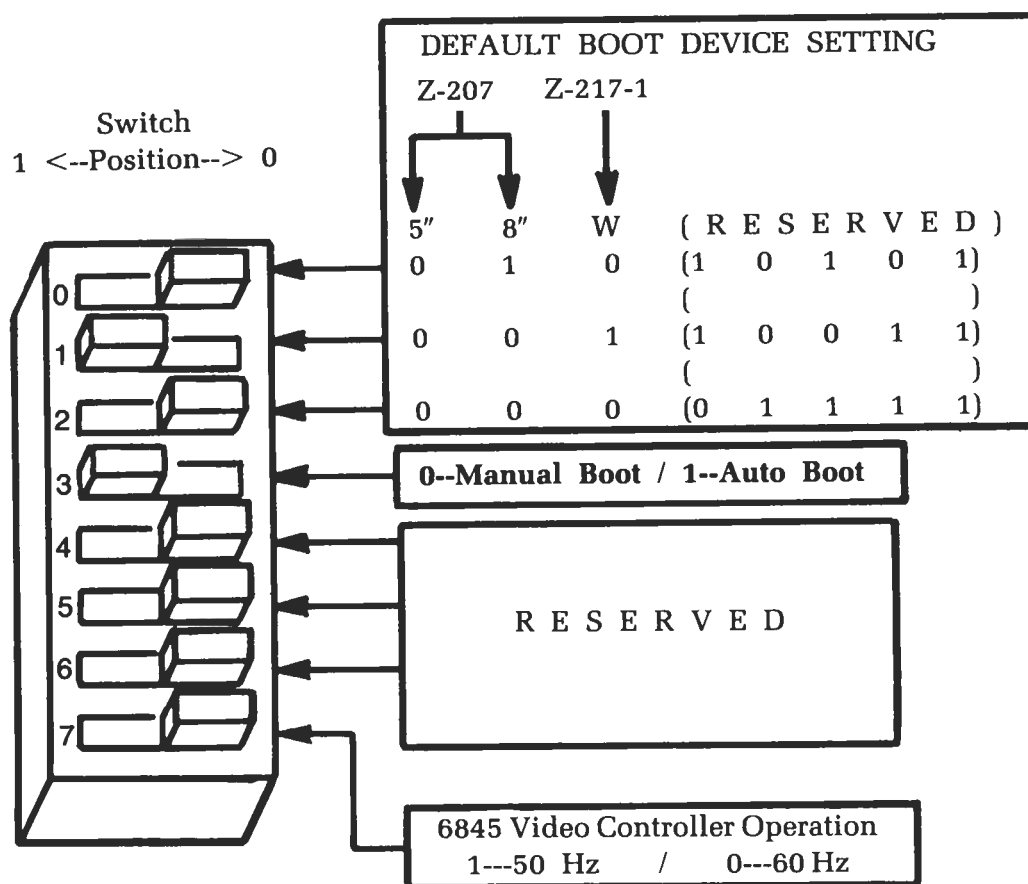 DEFAULT BOOT DEVICE SETTING
Z-207 Z-217-1
Switch
1 <--Position--> 0
5" 8" W ( R E S E R V E D )
0 0 1 0 (1 0 1 0 1)
( )
1 0 0 1 (1 0 0 1 1)
( )
2 0 0 0 (0 1 1 1 1)
3 0--Manual Boot / 1--Auto Boot
4
5 R E S E R V E D
6
7
6845 Video Controller Operation
1---50 Hz / 0---60 Hz